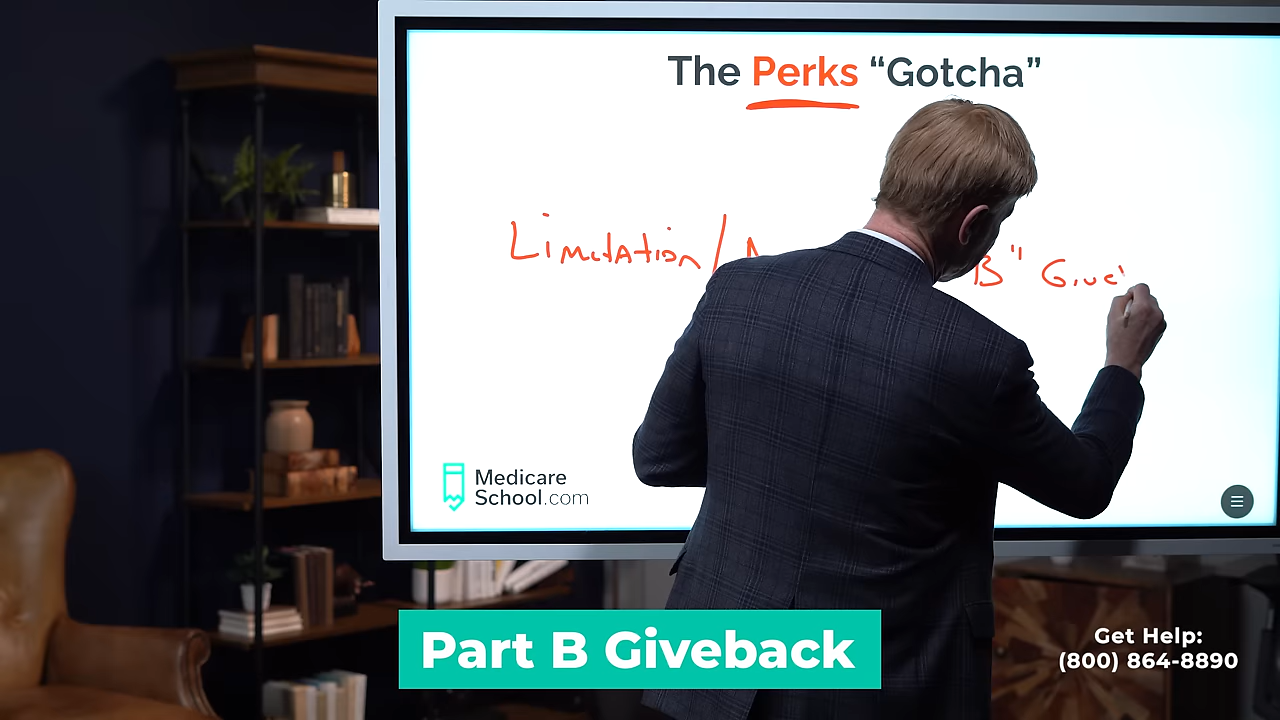 The Perks “Gotcha”
Limitation/
B" Give
Medicare
School.com
Part B Giveback
Get Help:
(800) 864-8890